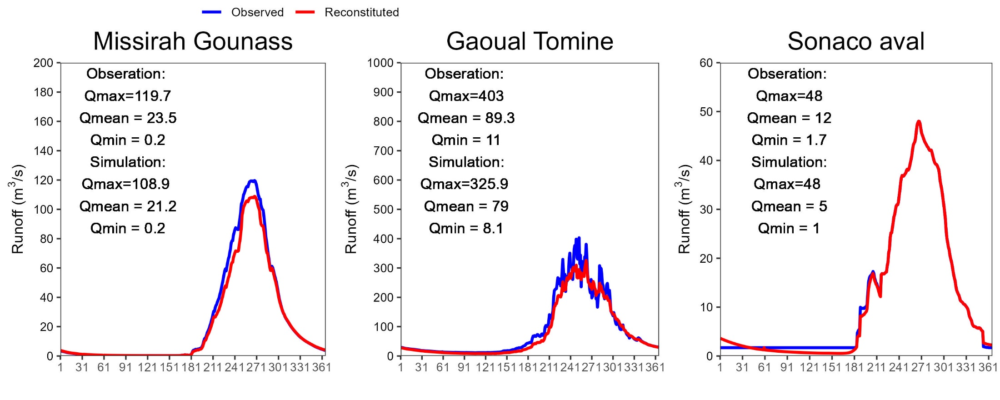 Observed Reconstituted
Missirah Gounass
200
180
160
140
120
100
80
60
40
20
0
Runoff (m³/s)
Obseration:
Qmax=119.7
Qmean = 23.5
Qmin = 0.2
Simulation:
Qmax=108.9
Qmean = 21.2
Qmin = 0.2
1 31 61 91 121 151 181 211 241 271 301 331 361
Gaoual Tomine
1000
900
800
700
600
500
400
300
200
100
0
Runoff (m³/s)
Obseration:
Qmax=403
Qmean = 89.3
Qmin = 11
Simulation:
Qmax=325.9
Qmean = 79
Qmin = 8.1
1 31 61 91 121 151 181 211 241 271 301 331 361
Sonaco aval
60
50
40
30
20
10
0
Runoff (m³/s)
Obseration:
Qmax=48
Qmean = 12
Qmin = 1.7
Simulation:
Qmax=48
Qmean = 5
Qmin = 1
1 31 61 91 121 151 181 211 241 271 301 331 361